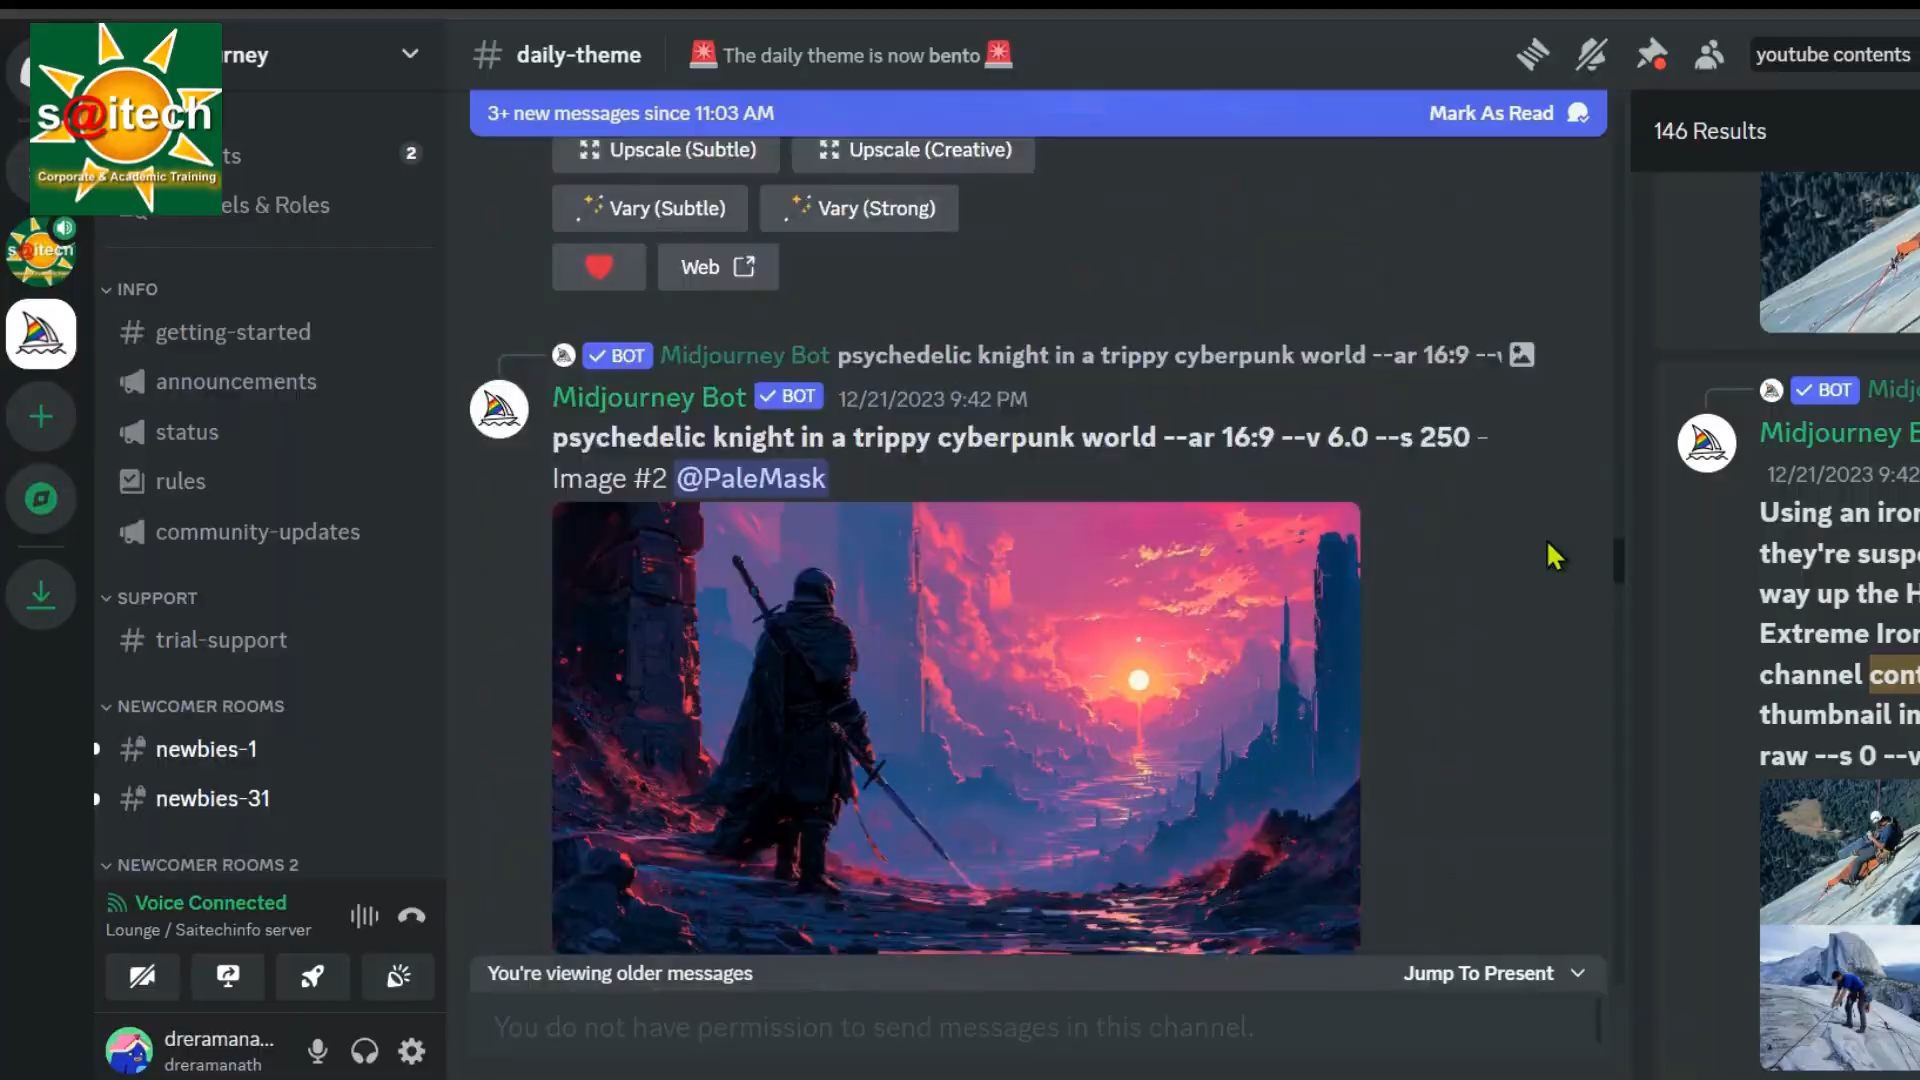 s@itech
Corporate & Academic Training
rney
ts
2
els & Roles
INFO
getting-started
announcements
status
rules
community-updates
SUPPORT
trial-support
NEWCOMER ROOMS
newbies-1
newbies-31
NEWCOMER ROOMS 2
Voice Connected
Lounge / Saitechinfo server
dreramana...
dreramanath
s@itech
# daily-theme
The daily theme is now bento
youtube contents
3+ new messages since 11:03 AM
Mark As Read
Upscale (Subtle)
Upscale (Creative)
Vary (Subtle)
Vary (Strong)
Web
BOT Midjourney Bot psychedelic knight in a trippy cyberpunk world --ar 16:9 --v
Midjourney Bot BOT 12/21/2023 9:42 PM
psychedelic knight in a trippy cyberpunk world --ar 16:9 --v 6.0 --s 250 -
Image #2 @PaleMask
You're viewing older messages
Jump To Present
You do not have permission to send messages in this channel.
146 Results
BOT Midjo
Midjourney B
12/21/2023 9:42
Using an iron
they're suspe
way up the H
Extreme Iron
channel cont
thumbnail in
raw --s 0 --v